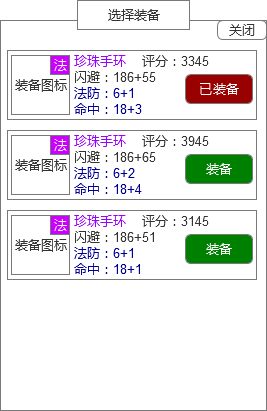 选择装备
关闭
法
装备图标
珍珠手环 评分：3345
闪避：186+55
法防：6+1
命中：18+3
已装备
法
装备图标
珍珠手环 评分：3945
闪避：186+65
法防：6+2
命中：18+4
装备
法
装备图标
珍珠手环 评分：3145
闪避：186+51
法防：6+1
命中：18+1
装备